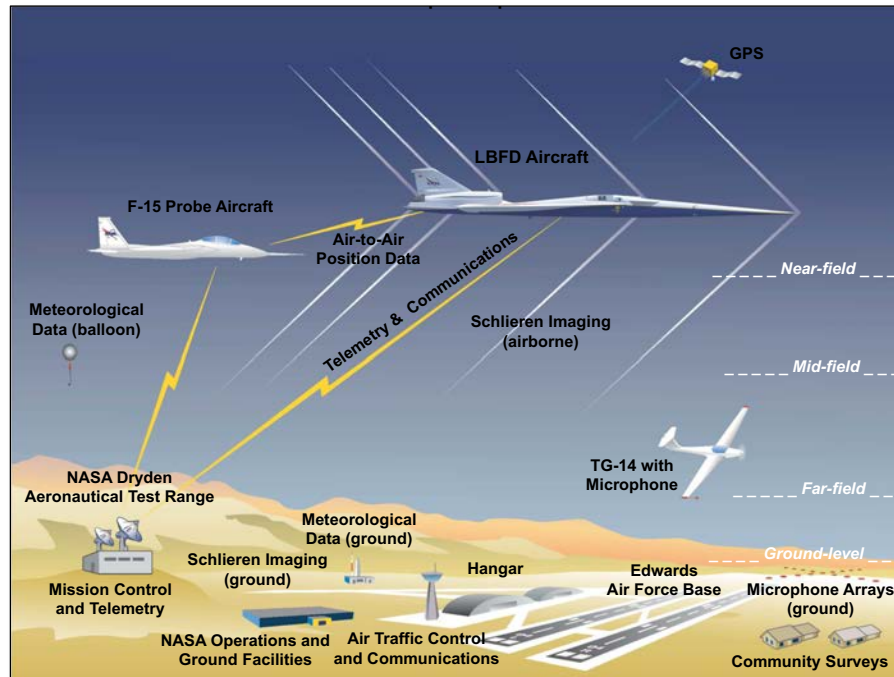 GPS
LBFD Aircraft
F-15 Probe Aircraft
Air-to-Air
Position Data
Telemetry & Communications
Near-field
Meteorological
Data (balloon)
Schlieren Imaging
(airborne)
Mid-field
TG-14 with
Microphone
NASA Dryden
Aeronautical Test Range
Far-field
Meteorological
Data (ground)
Schlieren Imaging
(ground)
Ground-level
Hangar
Edwards
Air Force Base
Mission Control
and Telemetry
Microphone Arrays
(ground)
NASA Operations and
Ground Facilities
Air Traffic Control
and Communications
Community Surveys